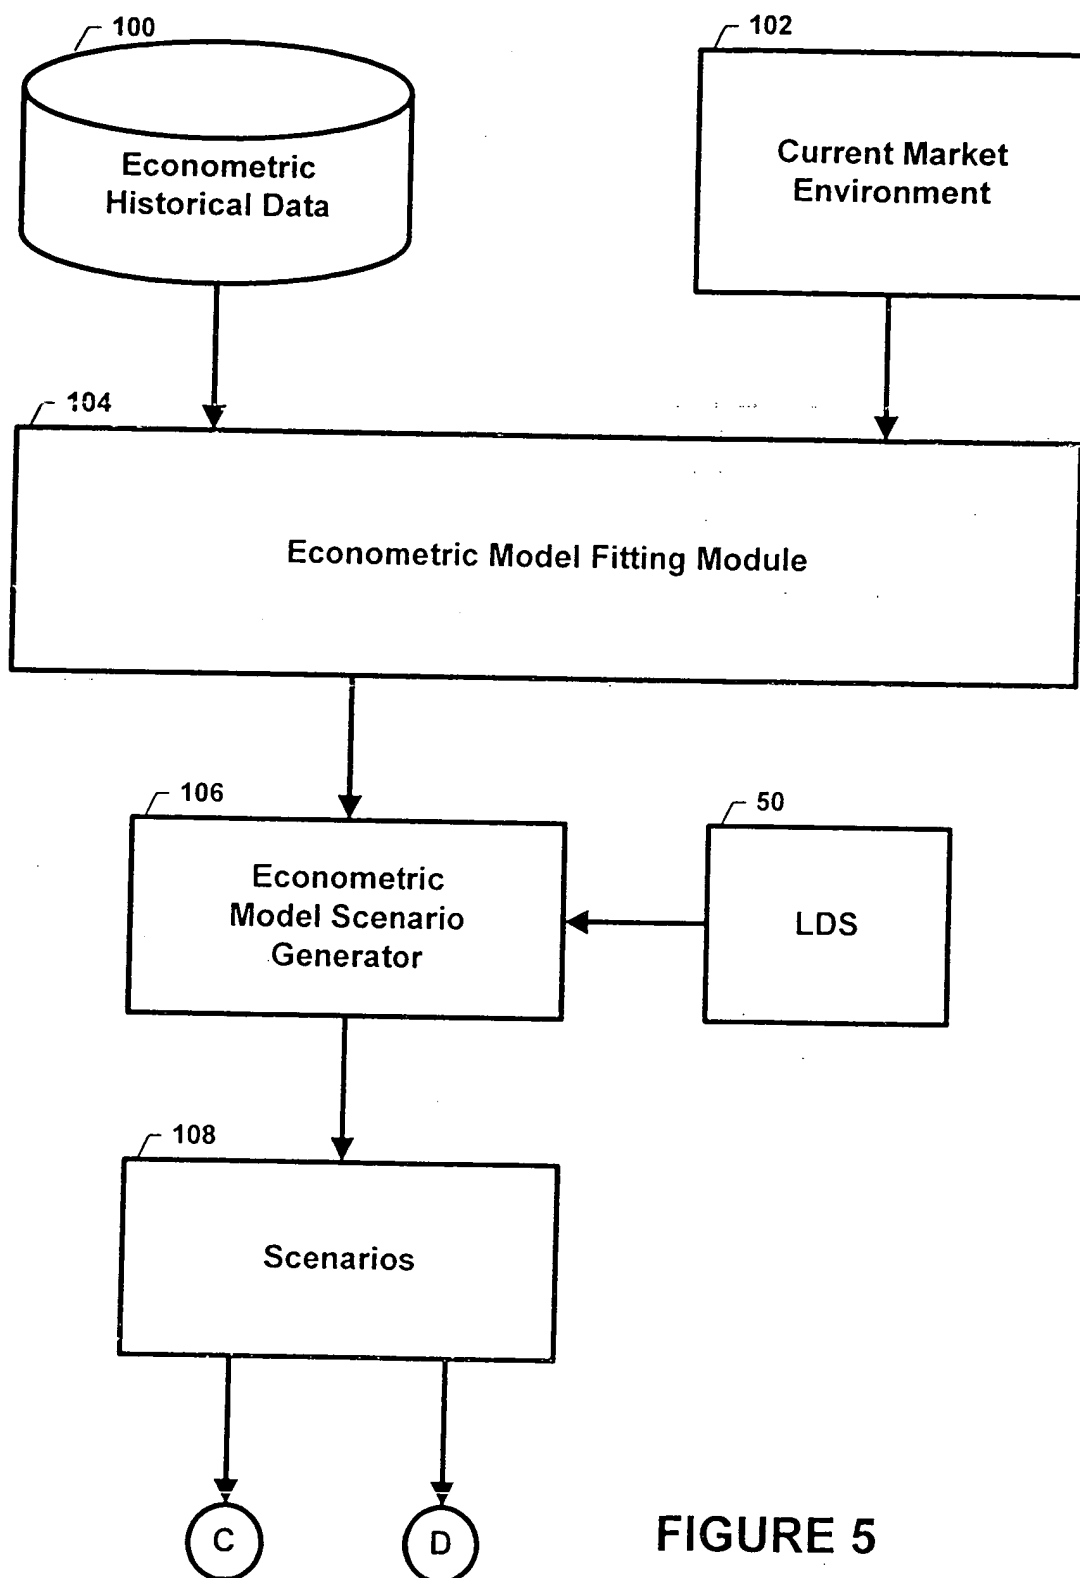 100
102
Econometric
Historical Data
Current Market
Environment
104
Econometric Model Fitting Module
106
50
Econometric
Model Scenario
Generator
LDS
108
Scenarios
C
D
FIGURE 5